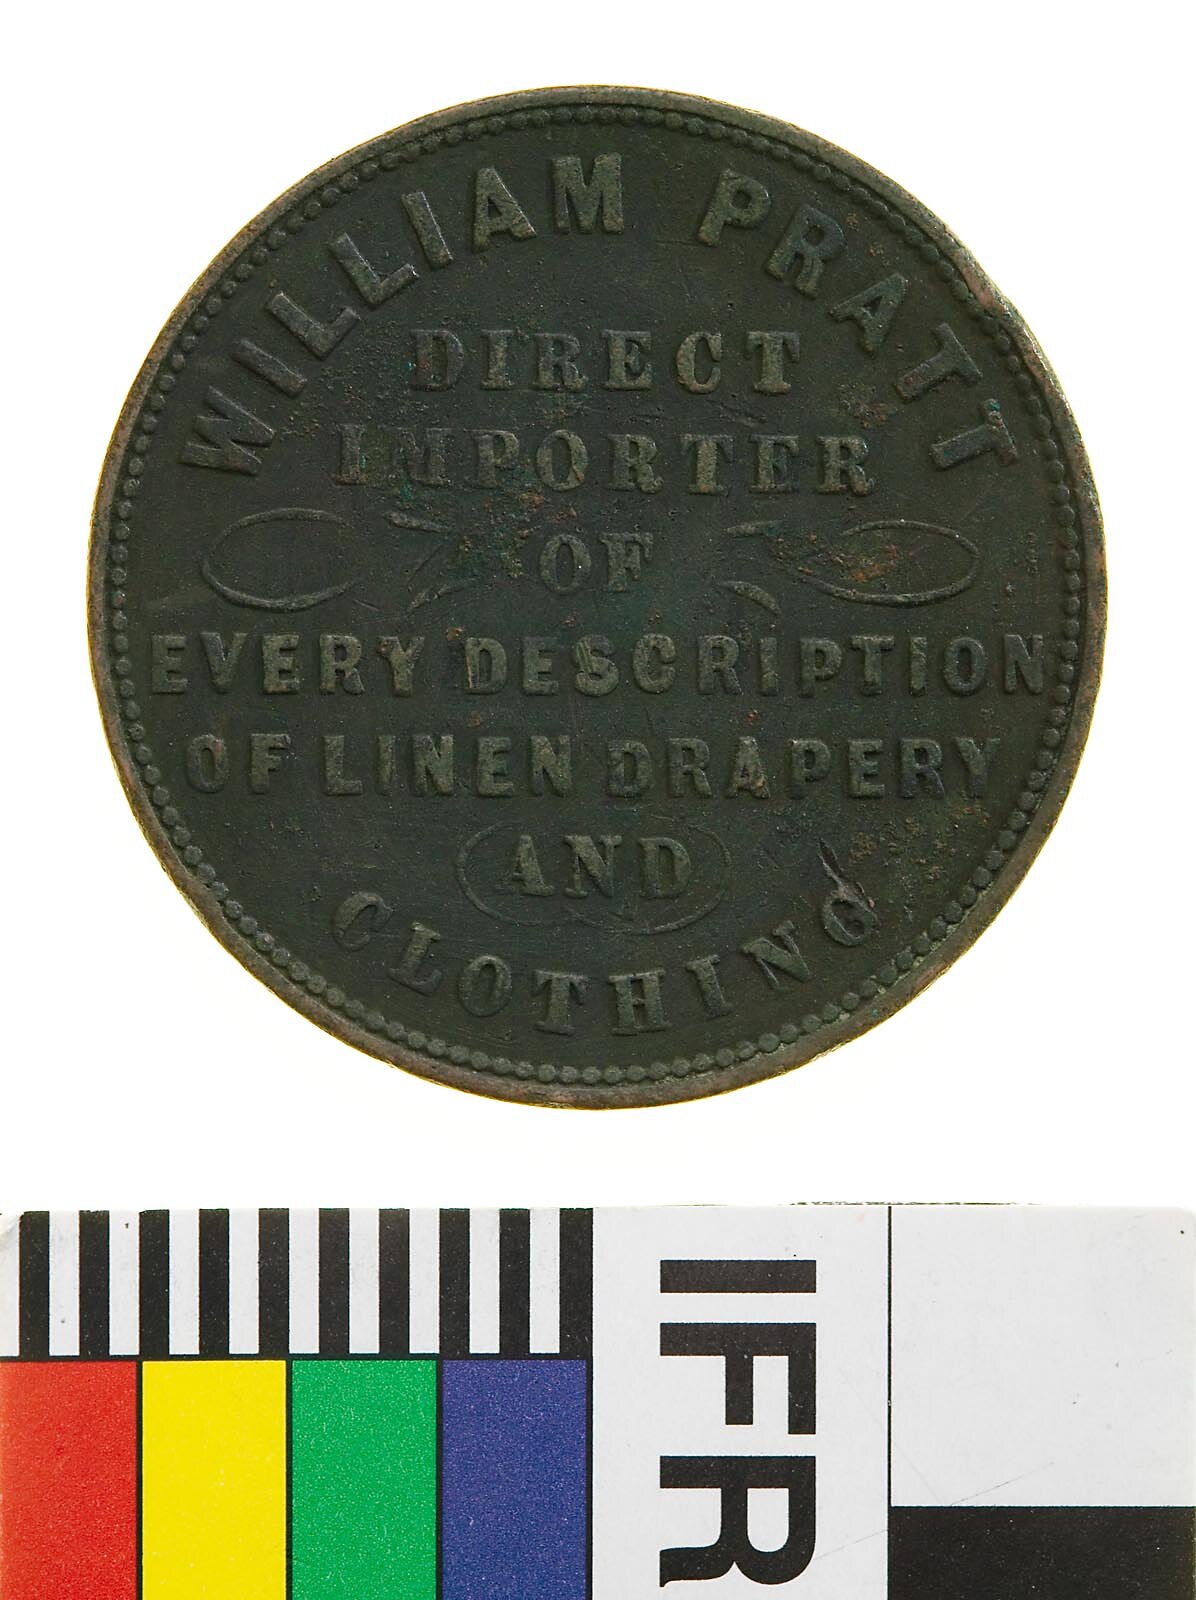 WILLIAM PRATT
DIRECT
IMPORTER
OF
EVERY DESCRIPTION
OF LINEN DRAPERY
AND
CLOTHING
IFR